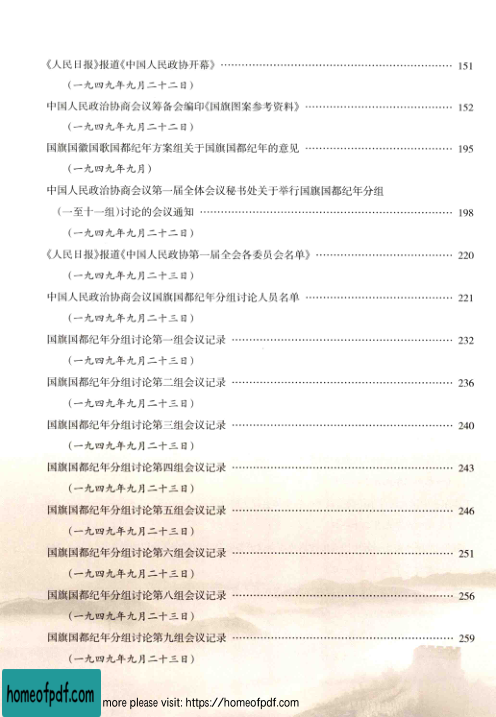 《人民日报》报道《中国人民政协开幕》 …… 151
（一九四九年九月二十二日）
中国人民政治协商会议筹备会编印《国旗图案参考资料》 …… 152
（一九四九年九月二十二日）
国旗国徽国歌国都纪年方案组关于国旗国都纪年的意见 …… 195
（一九四九年九月）
中国人民政治协商会议第一届全体会议秘书处关于举行国旗国都纪年分组
（一至十一组）讨论的会议通知 …… 198
（一九四九年九月二十二日）
《人民日报》报道《中国人民政协第一届全会各委员会名单》 …… 220
（一九四九年九月二十三日）
中国人民政治协商会议国旗国都纪年分组讨论人员名单 …… 221
（一九四九年九月二十三日）
国旗国都纪年分组讨论第一组会议记录 …… 232
（一九四九年九月二十三日）
国旗国都纪年分组讨论第二组会议记录 …… 236
（一九四九年九月二十三日）
国旗国都纪年分组讨论第三组会议记录 …… 240
（一九四九年九月二十三日）
国旗国都纪年分组讨论第四组会议记录 …… 243
（一九四九年九月二十三日）
国旗国都纪年分组讨论第五组会议记录 …… 246
（一九四九年九月二十三日）
国旗国都纪年分组讨论第六组会议记录 …… 251
（一九四九年九月二十三日）
国旗国都纪年分组讨论第八组会议记录 …… 256
（一九四九年九月二十三日）
国旗国都纪年分组讨论第九组会议记录 …… 259
（一九四九年九月二十三日）
homeofpdf.com
more please visit: https://homeofpdf.com